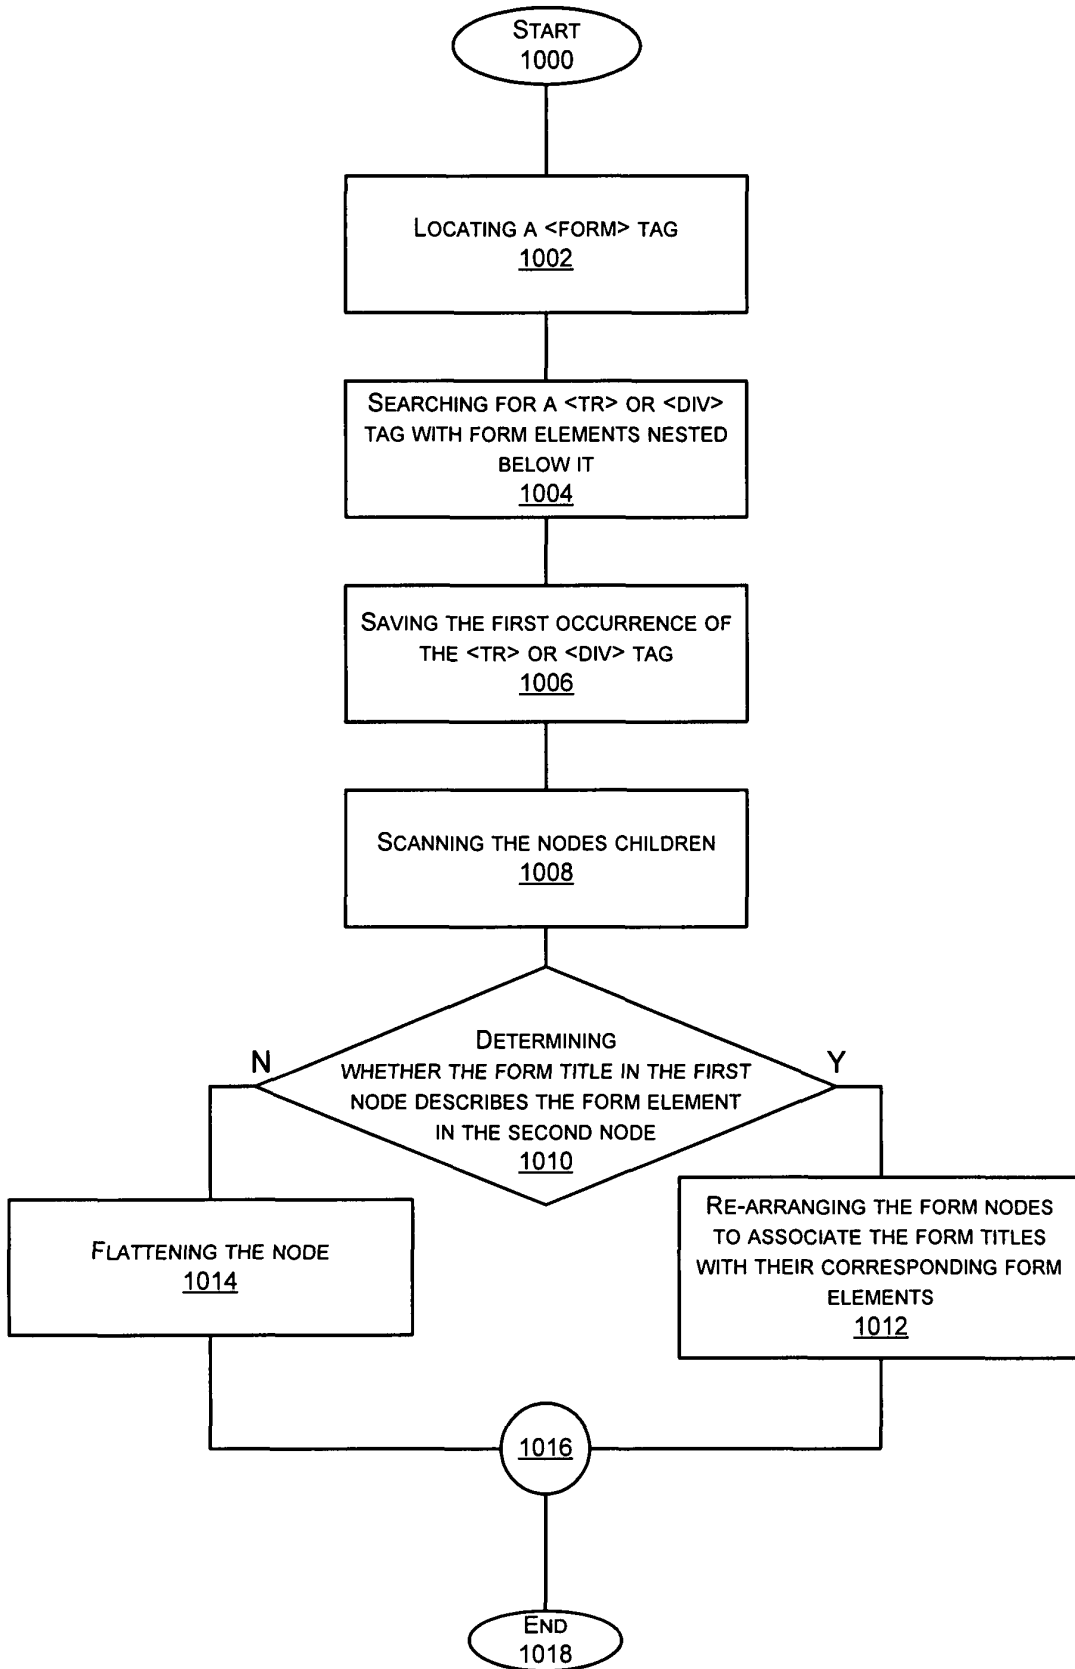 START
1000
LOCATING A <FORM> TAG
1002
SEARCHING FOR A <TR> OR <DIV>
TAG WITH FORM ELEMENTS NESTED
BELOW IT
1004
SAVING THE FIRST OCCURRENCE OF
THE <TR> OR <DIV> TAG
1006
SCANNING THE NODES CHILDREN
1008
DETERMINING
WHETHER THE FORM TITLE IN THE FIRST
NODE DESCRIBES THE FORM ELEMENT
IN THE SECOND NODE
1010
N
Y
FLATTENING THE NODE
1014
RE-ARRANGING THE FORM NODES
TO ASSOCIATE THE FORM TITLES
WITH THEIR CORRESPONDING FORM
ELEMENTS
1012
1016
END
1018